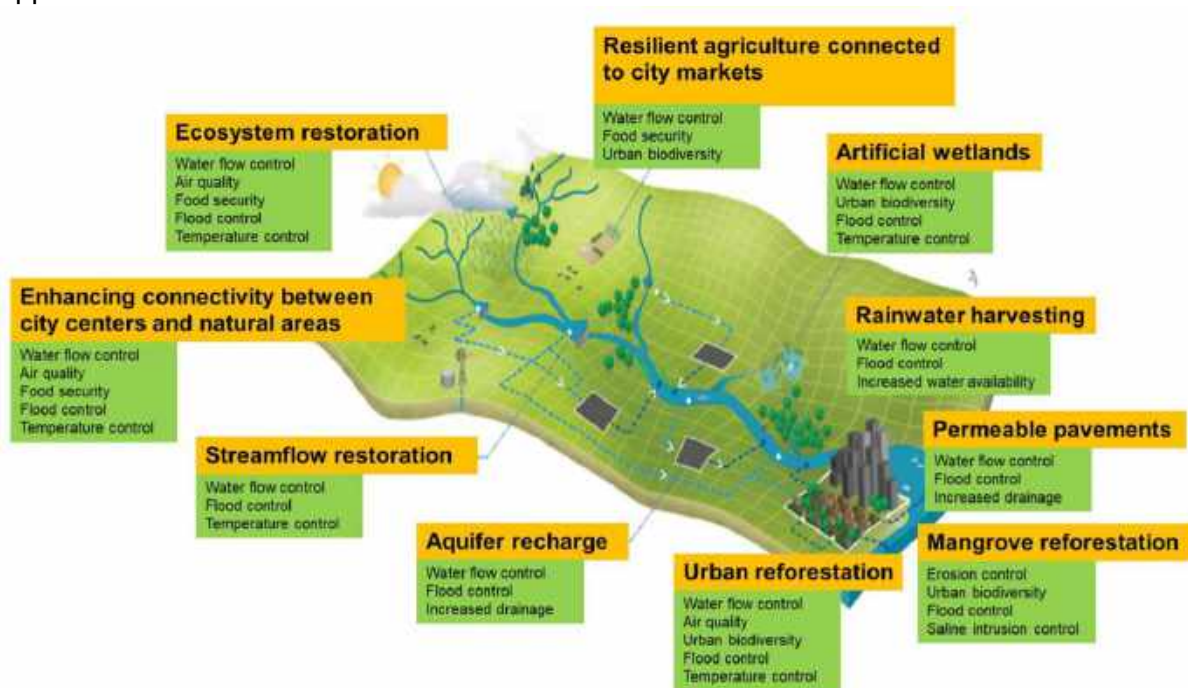 Resilient agriculture connected
to city markets
Water flow control
Food security
Urban biodiversity
Ecosystem restoration
Water flow control
Air quality
Food security
Flood control
Temperature control
Artificial wetlands
Water flow control
Urban biodiversity
Flood control
Temperature control
Enhancing connectivity between
city centers and natural areas
Water flow control
Air quality
Food security
Flood control
Temperature control
Rainwater harvesting
Water flow control
Flood control
Increased water availability
Streamflow restoration
Water flow control
Flood control
Temperature control
Permeable pavements
Water flow control
Flood control
Increased drainage
Aquifer recharge
Water flow control
Flood control
Increased drainage
Urban reforestation
Water flow control
Air quality
Urban biodiversity
Flood control
Temperature control
Mangrove reforestation
Erosion control
Urban biodiversity
Flood control
Saline intrusion control